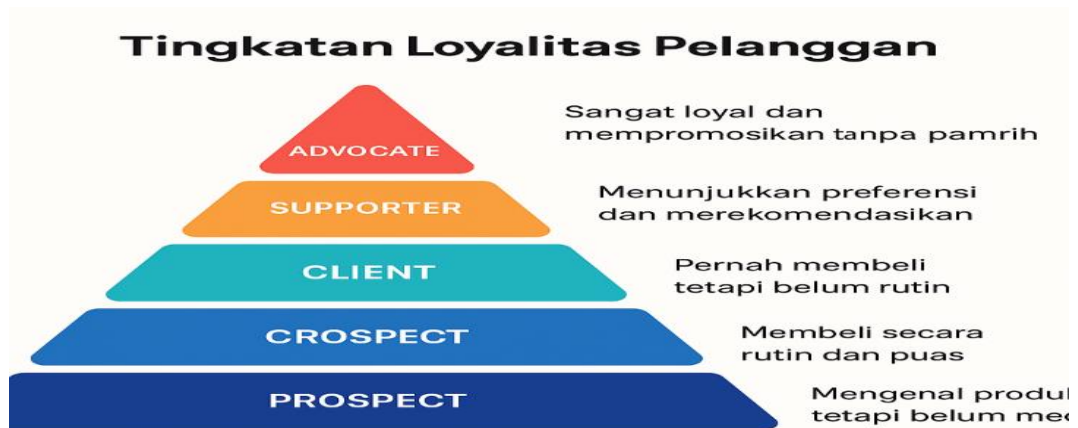 Tingkatan Loyalitas Pelanggan
ADVOCATE
Sangat loyal dan
mempromosikan tanpa pamrih
SUPPORTER
Menunjukkan preferensi
dan merekomendasikan
CLIENT
Pernah membeli
tetapi belum rutin
CROSPECT
Membeli secara
rutin dan puas
PROSPECT
Mengenal
tetapi belum